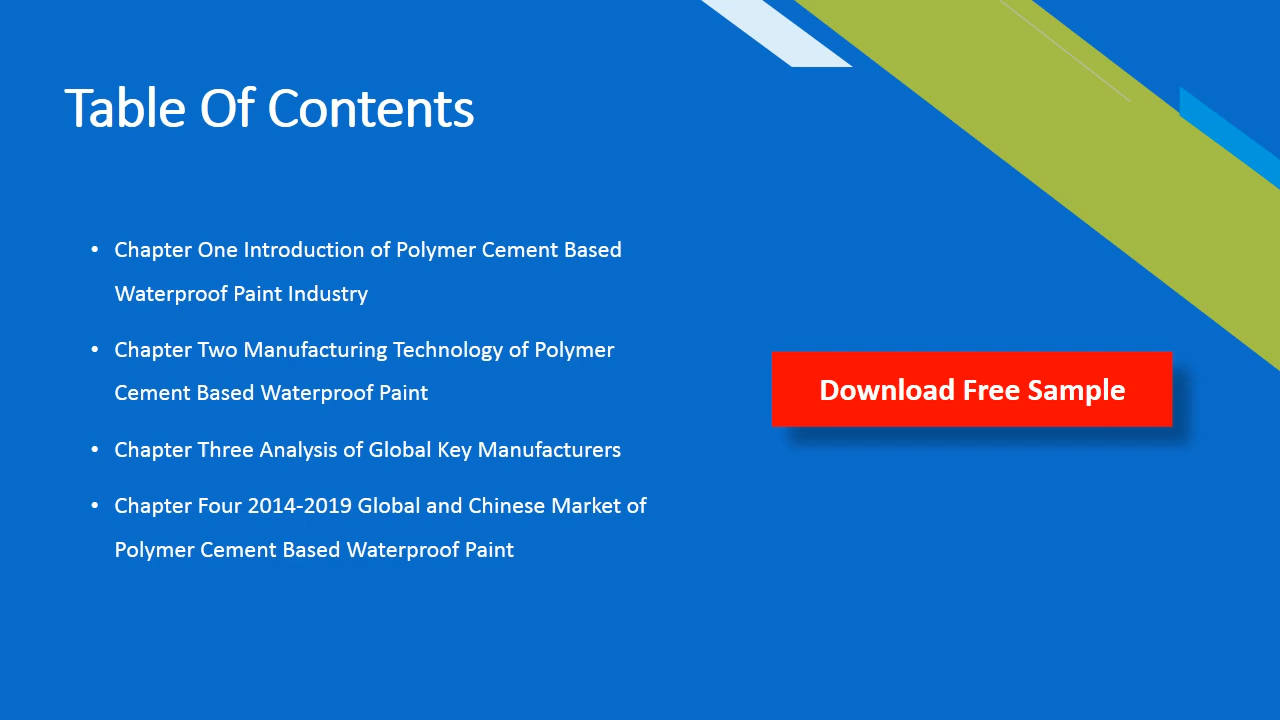 Table Of Contents
• Chapter One Introduction of Polymer Cement Based
Waterproof Paint Industry
• Chapter Two Manufacturing Technology of Polymer
Cement Based Waterproof Paint
• Chapter Three Analysis of Global Key Manufacturers
• Chapter Four 2014-2019 Global and Chinese Market of
Polymer Cement Based Waterproof Paint
Download Free Sample